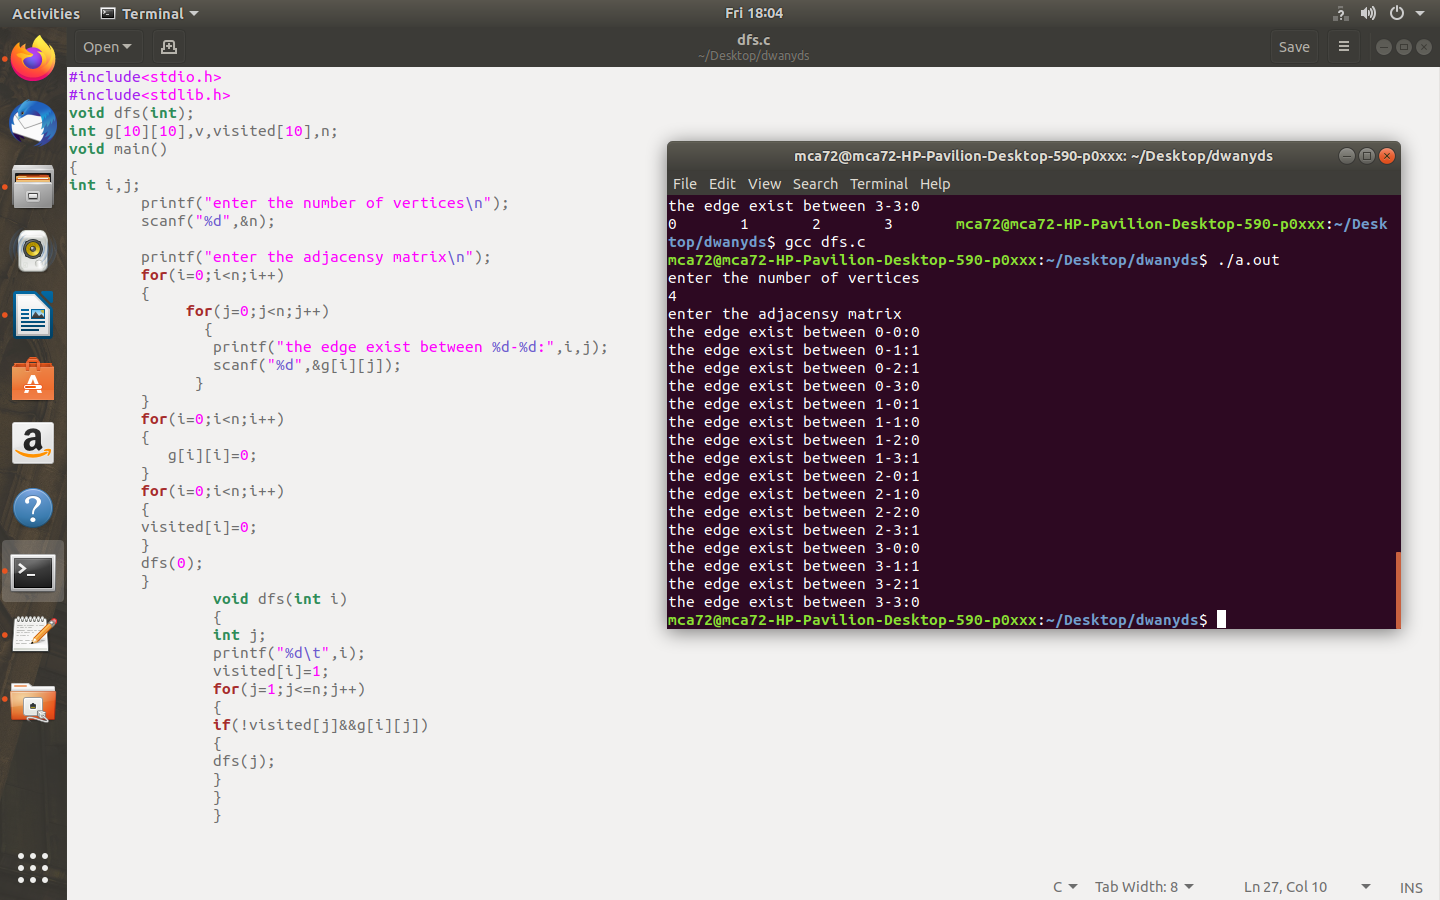 Activities
Terminal
Fri 18:04
Open
dfs.c
~/Desktop/dwanyds
Save
#include<stdio.h>
#include<stdlib.h>
void dfs(int);
int g[10][10],v,visited[10],n;
void main()
{
int i,j;
printf("enter the number of vertices\n");
scanf("%d",&n);
printf("enter the adjacensy matrix\n");
for(i=0;i<n;i++)
{
for(j=0;j<n;j++)
{
printf("the edge exist between %d-%d:",i,j);
scanf("%d",&g[i][j]);
}
}
for(i=0;i<n;i++)
{
g[i][i]=0;
}
for(i=0;i<n;i++)
{
visited[i]=0;
}
dfs(0);
}
void dfs(int i)
{
int j;
printf("%d\t",i);
visited[i]=1;
for(j=1;j<=n;j++)
{
if(!visited[j]&&g[i][j])
{
dfs(j);
}
}
}
mca72@mca72-HP-Pavilion-Desktop-590-p0xxx: ~/Desktop/dwanyds
File Edit View Search Terminal Help
the edge exist between 3-3:0
0 1 2 3 mca72@mca72-HP-Pavilion-Desktop-590-p0xxx:~/Desk
top/dwanyds$ gcc dfs.c
mca72@mca72-HP-Pavilion-Desktop-590-p0xxx:~/Desktop/dwanyds$ ./a.out
enter the number of vertices
4
enter the adjacensy matrix
the edge exist between 0-0:0
the edge exist between 0-1:1
the edge exist between 0-2:1
the edge exist between 0-3:0
the edge exist between 1-0:1
the edge exist between 1-1:0
the edge exist between 1-2:0
the edge exist between 1-3:1
the edge exist between 2-0:1
the edge exist between 2-1:0
the edge exist between 2-2:0
the edge exist between 2-3:1
the edge exist between 3-0:0
the edge exist between 3-1:1
the edge exist between 3-2:1
the edge exist between 3-3:0
mca72@mca72-HP-Pavilion-Desktop-590-p0xxx:~/Desktop/dwanyds$
C
Tab Width: 8
Ln 27, Col 10
INS